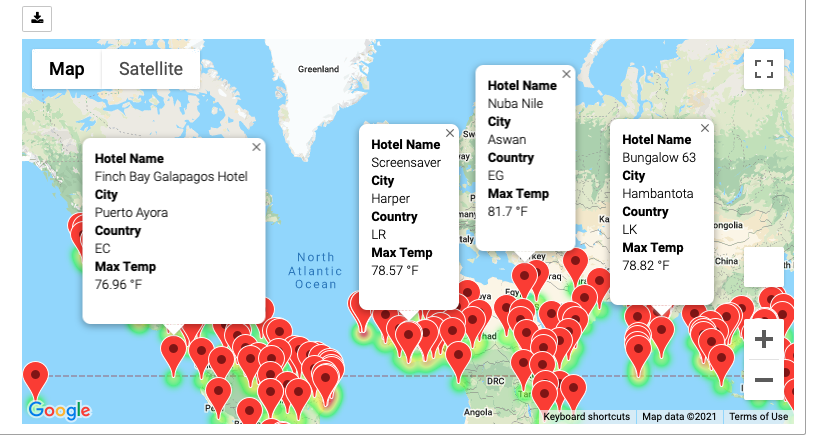 Map
Satellite
Greenland
Hotel Name
Finch Bay Galapagos Hotel
City
Puerto Ayora
Country
EC
Max Temp
76.96 °F
Hotel Name
Screensaver
City
Harper
Country
LR
Max Temp
78.57 °F
Hotel Name
Nuba Nile
City
Aswan
Country
EG
Max Temp
81.7 °F
Hotel Name
Bungalow 63
City
Hambantota
Country
LK
Max Temp
78.82 °F
North
Atlantic
Ocean
DRC
Angola
Google
Keyboard shortcuts
Map data ©2021
Terms of Use